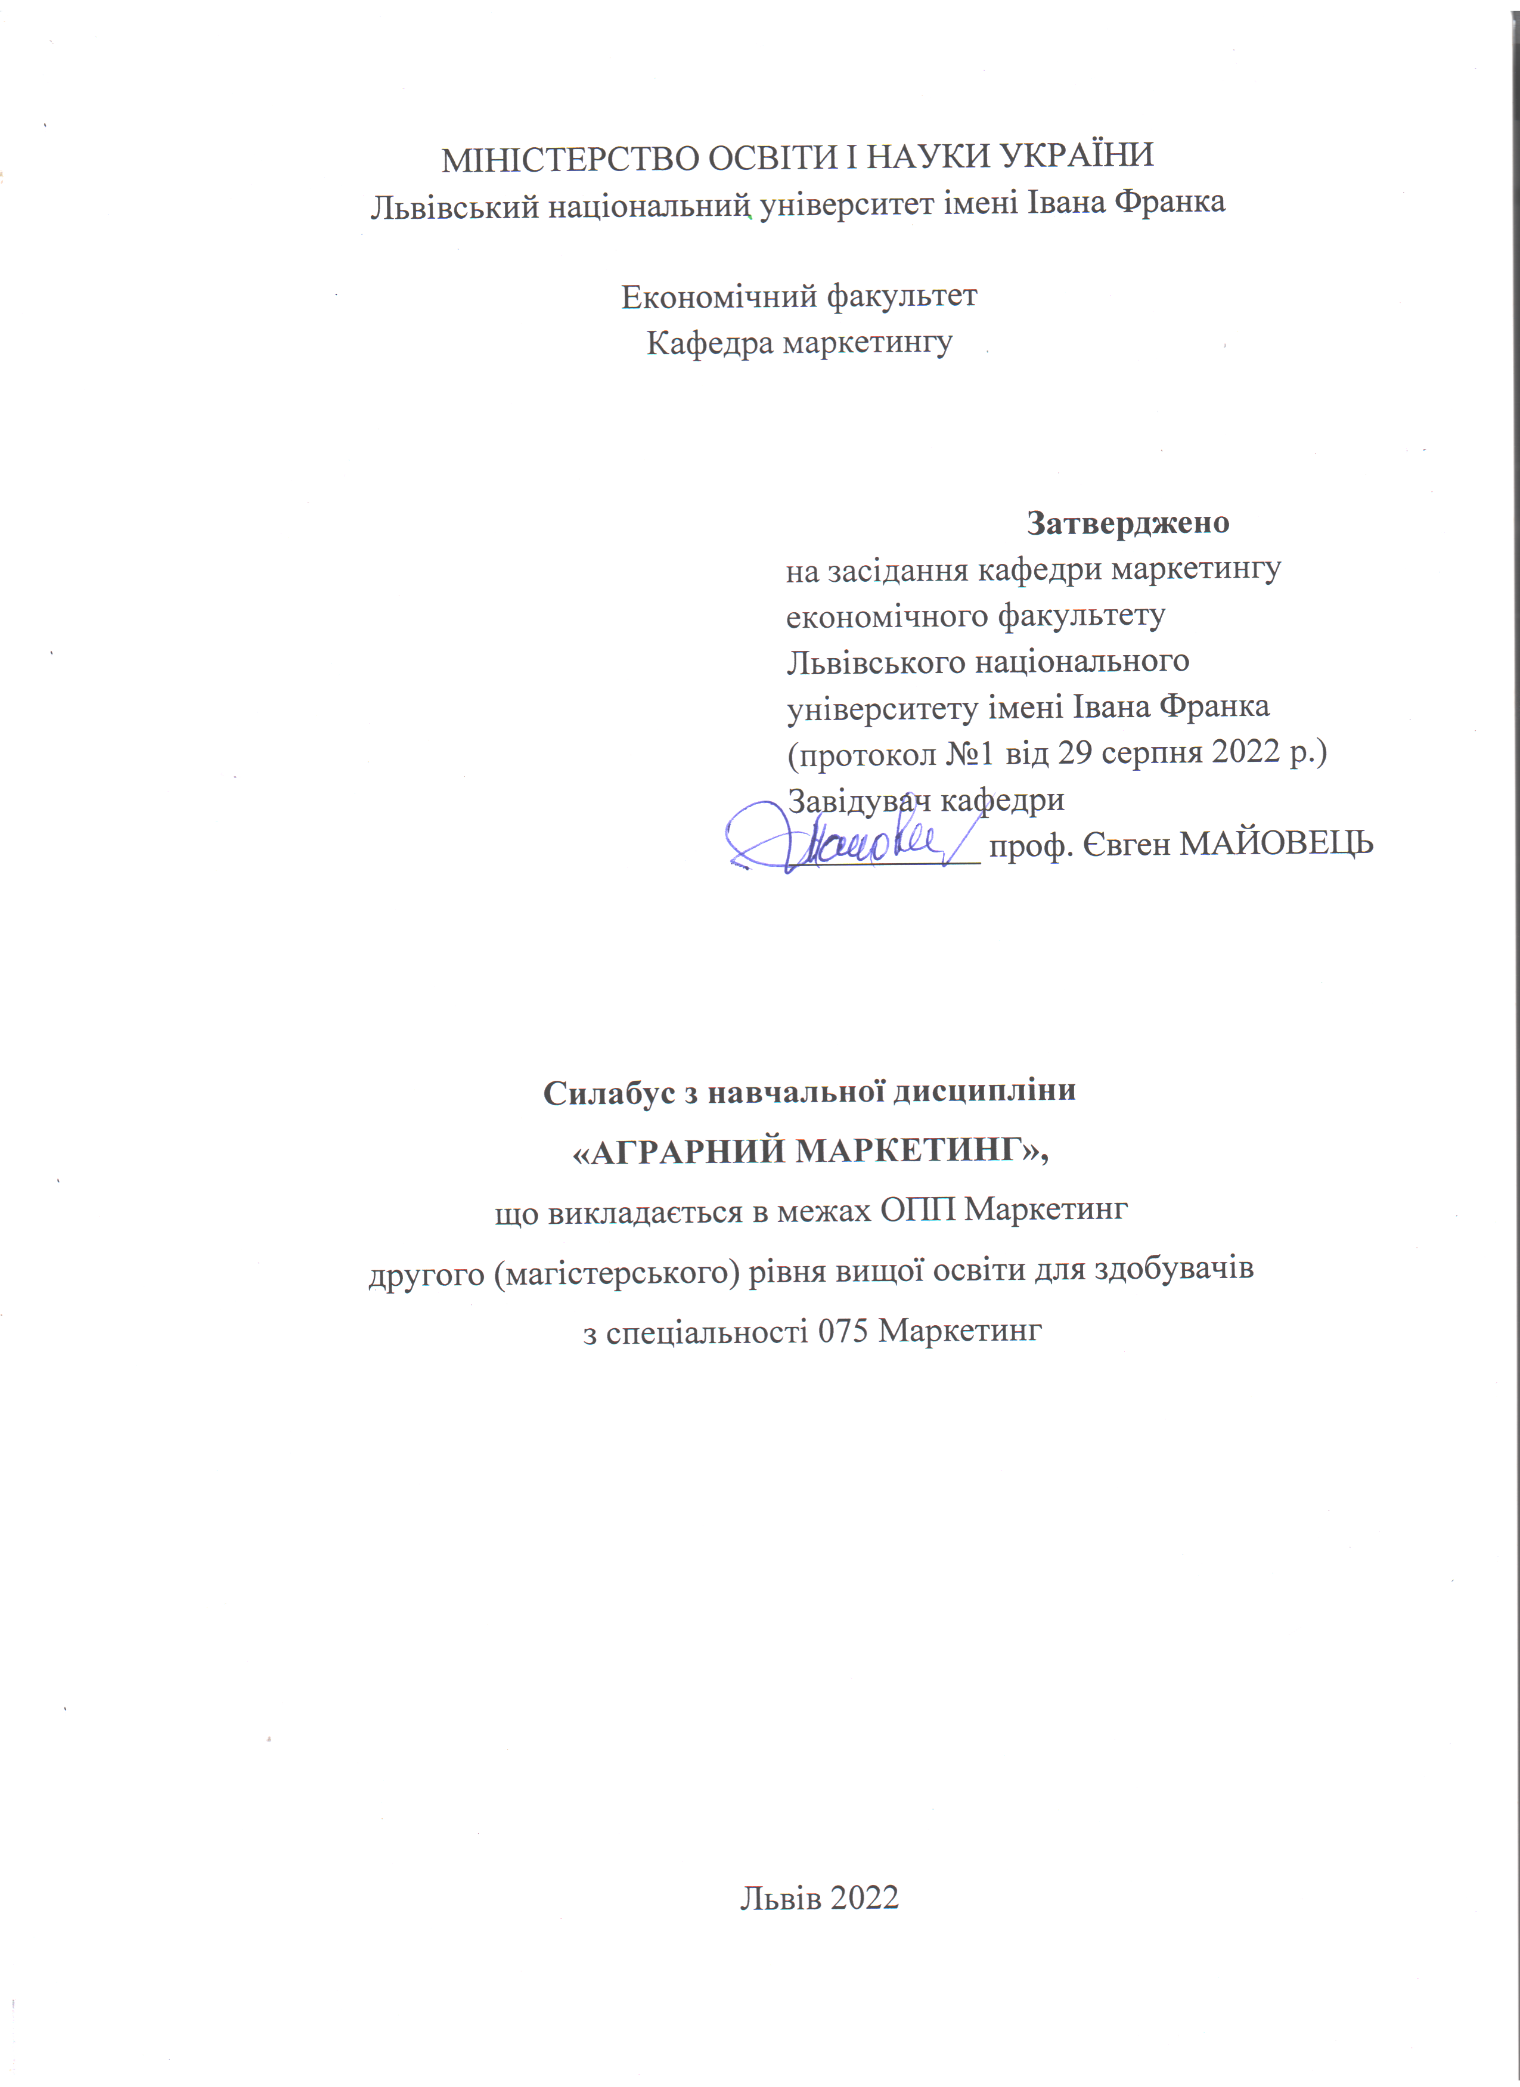 МІНІСТЕРСТВО ОСВІТИ І НАУКИ УКРАЇНИ
Львівський національний університет імені Івана Франка
Економічний факультет
Кафедра маркетингу
Затверджено
на засідання кафедри маркетингу
економічного факультету
Львівського національного
університету імені Івана Франка
(протокол №1 від 29 серпня 2022 р.)
Завідувач кафедри
проф. Євген МАЙОВЕЦЬ
Силабус з навчальної дисципліни
«АГРАРНИЙ МАРКЕТИНГ»,
що викладається в межах ОПП Маркетинг
другого (магістерського) рівня вищої освіти для здобувачів
з спеціальності 075 Маркетинг
Львів 2022